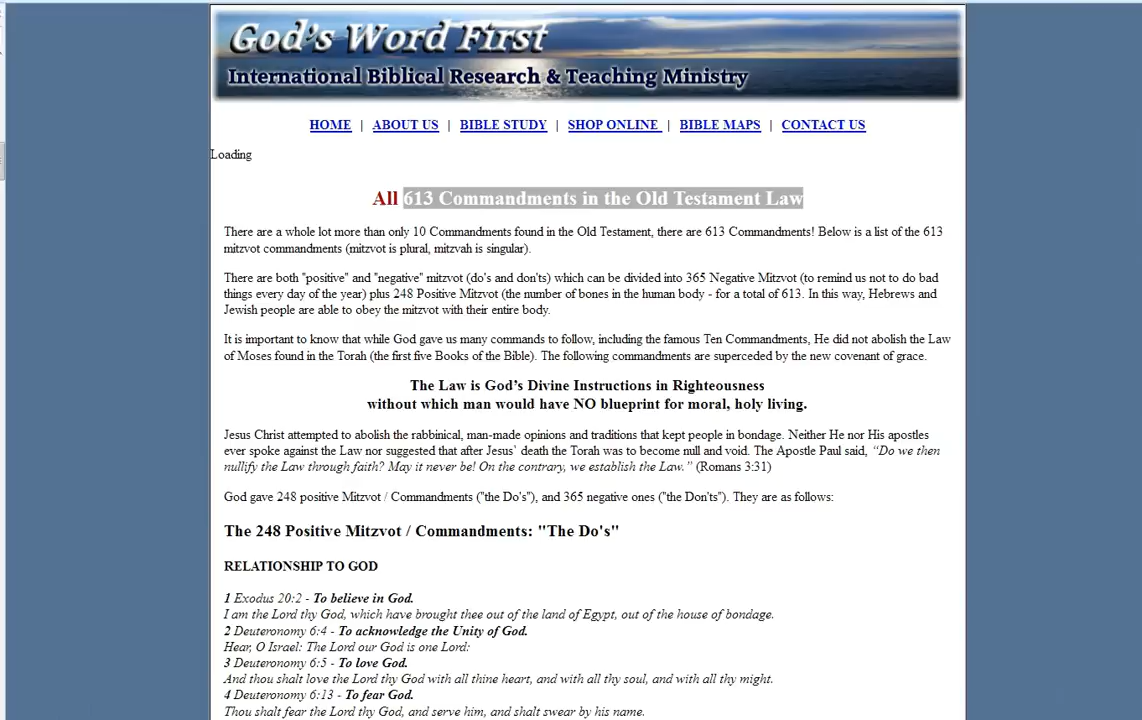 God's Word First
International Biblical Research & Teaching Ministry
HOME | ABOUT US | BIBLE STUDY | SHOP ONLINE | BIBLE MAPS | CONTACT US
Loading
All 613 Commandments in the Old Testament Law
There are a whole lot more than only 10 Commandments found in the Old Testament, there are 613 Commandments! Below is a list of the 613
mitzvot commandments (mitzvot is plural, mitzvah is singular).
There are both "positive" and "negative" mitzvot (do's and don'ts) which can be divided into 365 Negative Mitzvot (to remind us not to do bad
things every day of the year) plus 248 Positive Mitzvot (the number of bones in the human body - for a total of 613. In this way, Hebrews and
Jewish people are able to obey the mitzvot with their entire body.
It is important to know that while God gave us many commands to follow, including the famous Ten Commandments, He did not abolish the Law
of Moses found in the Torah (the first five Books of the Bible). The following commandments are superceded by the new covenant of grace.
The Law is God's Divine Instructions in Righteousness
without which man would have NO blueprint for moral, holy living.
Jesus Christ attempted to abolish the rabbinical, man-made opinions and traditions that kept people in bondage. Neither He nor His apostles
ever spoke against the Law nor suggested that after Jesus' death the Torah was to become null and void. The Apostle Paul said, "Do we then
nullify the Law through faith? May it never be! On the contrary, we establish the Law." (Romans 3:31)
God gave 248 positive Mitzvot / Commandments ("the Do's"), and 365 negative ones ("the Don'ts"). They are as follows:
The 248 Positive Mitzvot / Commandments: "The Do's"
RELATIONSHIP TO GOD
1 Exodus 20:2 - To believe in God.
I am the Lord thy God, which have brought thee out of the land of Egypt, out of the house of bondage.
2 Deuteronomy 6:4 - To acknowledge the Unity of God.
Hear, O Israel: The Lord our God is one Lord:
3 Deuteronomy 6:5 - To love God.
And thou shalt love the Lord thy God with all thine heart, and with all thy soul, and with all thy might.
4 Deuteronomy 6:13 - To fear God.
Thou shalt fear the Lord thy God, and serve him, and shalt swear by his name.